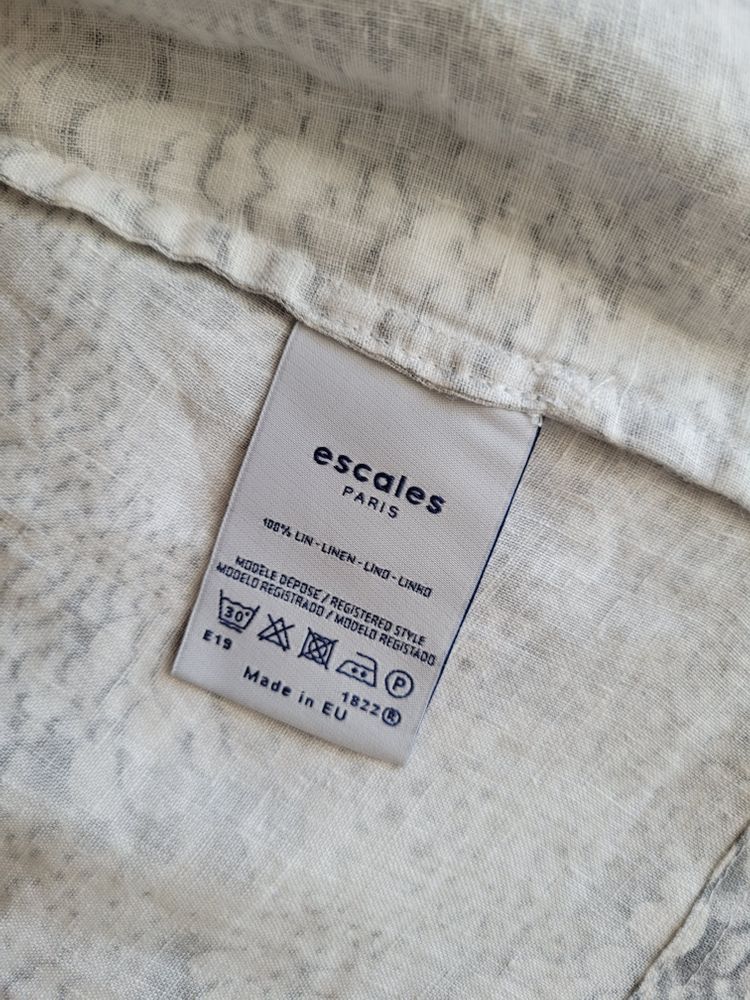 escales
PARIS
100% LIN - LINEN - LINO - LINHO
MODELE DEPOSE / REGISTERED STYLE
MODELO REGISTRADO / MODELO REGISTADO
30°
P
E19
1822®
Made in EU